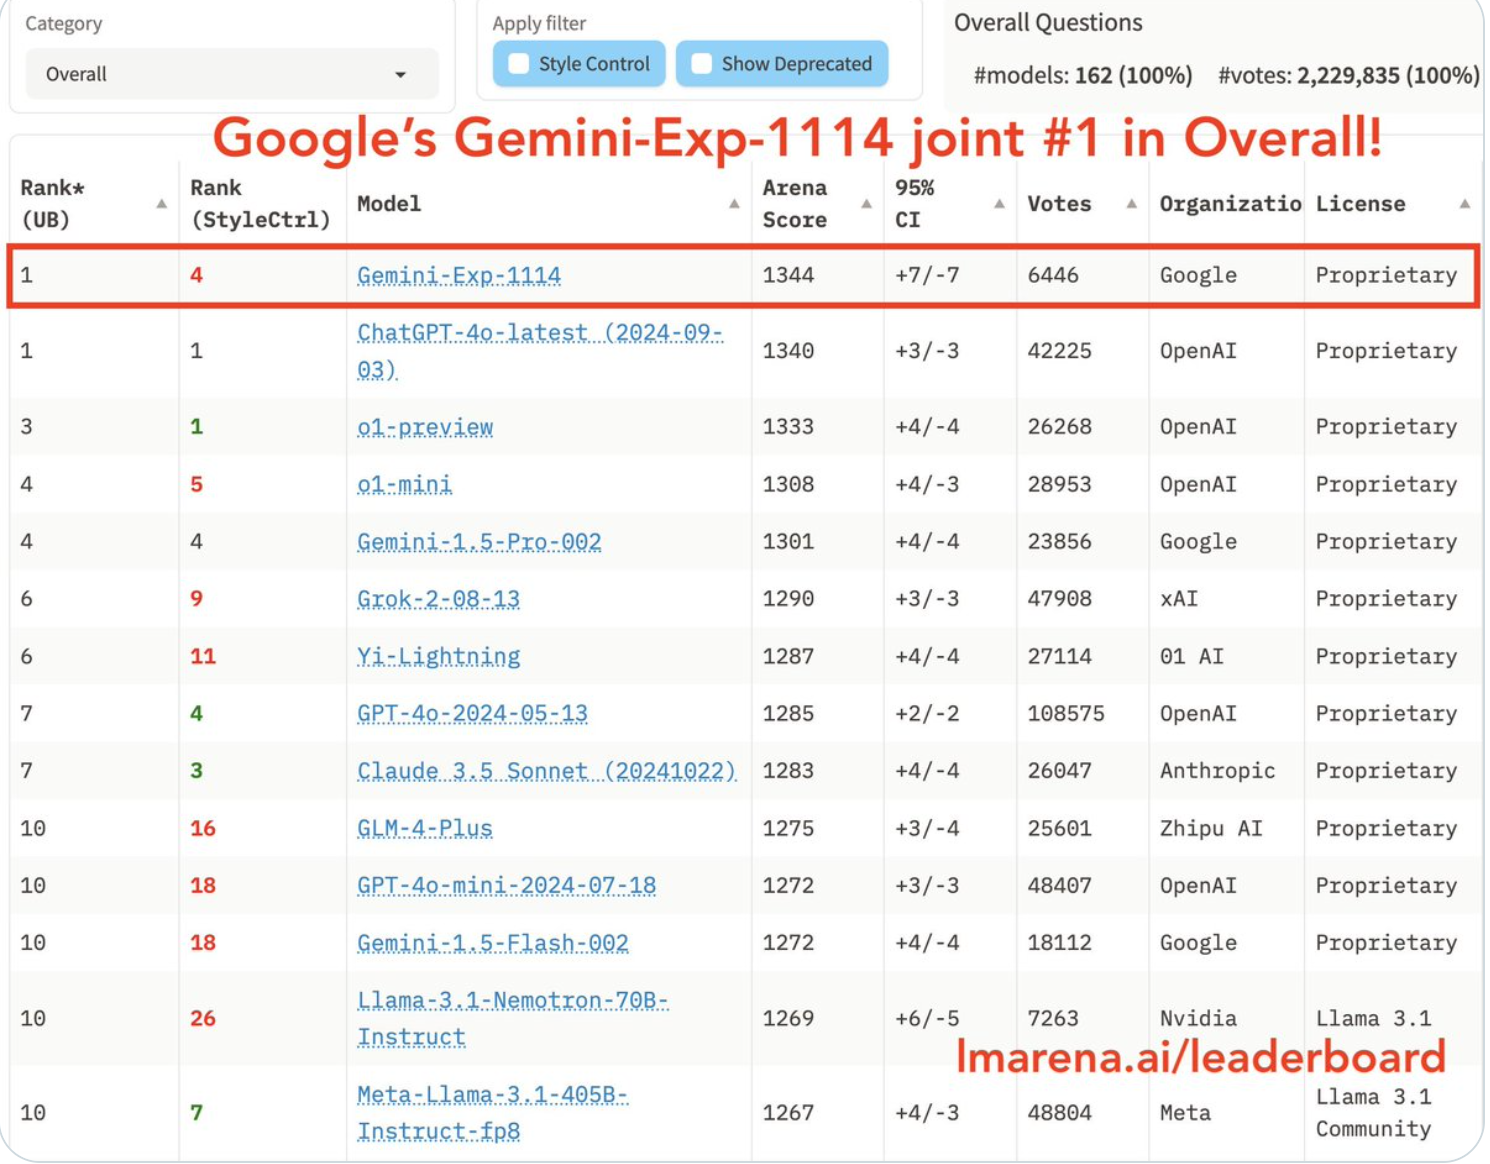 Category
Overall
Apply filter
Style Control
Show Deprecated
Overall Questions
#models: 162 (100%) #votes: 2,229,835 (100%)
Google's Gemini-Exp-1114 joint #1 in Overall!
Rank* (UB) Rank (StyleCtrl) Model Arena Score 95% CI Votes Organizatio License
1 4 Gemini-Exp-1114 1344 +7/-7 6446 Google Proprietary
1 1 ChatGPT-4o-latest (2024-09-03) 1340 +3/-3 42225 OpenAI Proprietary
3 1 o1-preview 1333 +4/-4 26268 OpenAI Proprietary
4 5 o1-mini 1308 +4/-3 28953 OpenAI Proprietary
4 4 Gemini-1.5-Pro-002 1301 +4/-4 23856 Google Proprietary
6 9 Grok-2-08-13 1290 +3/-3 47908 xAI Proprietary
6 11 Yi-Lightning 1287 +4/-4 27114 01 AI Proprietary
7 4 GPT-4o-2024-05-13 1285 +2/-2 108575 OpenAI Proprietary
7 3 Claude 3.5 Sonnet (20241022) 1283 +4/-4 26047 Anthropic Proprietary
10 16 GLM-4-Plus 1275 +3/-4 25601 Zhipu AI Proprietary
10 18 GPT-4o-mini-2024-07-18 1272 +3/-3 48407 OpenAI Proprietary
10 18 Gemini-1.5-Flash-002 1272 +4/-4 18112 Google Proprietary
10 26 Llama-3.1-Nemotron-70B-Instruct 1269 +6/-5 7263 Nvidia Llama 3.1
lmarena.ai/leaderboard
10 7 Meta-Llama-3.1-405B-Instruct-fp8 1267 +4/-3 48804 Meta Llama 3.1 Community